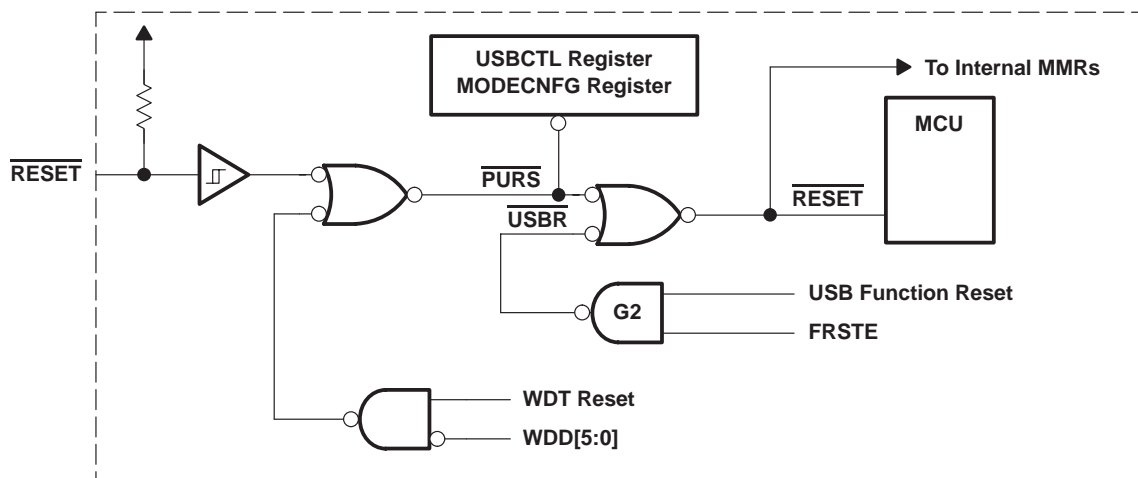 USBCTL Register
MODECNFG Register
To Internal MMRs
MCU
RESET
PURS
RESET
USBR
USB Function Reset
G2
FRSTE
WDT Reset
WDD[5:0]